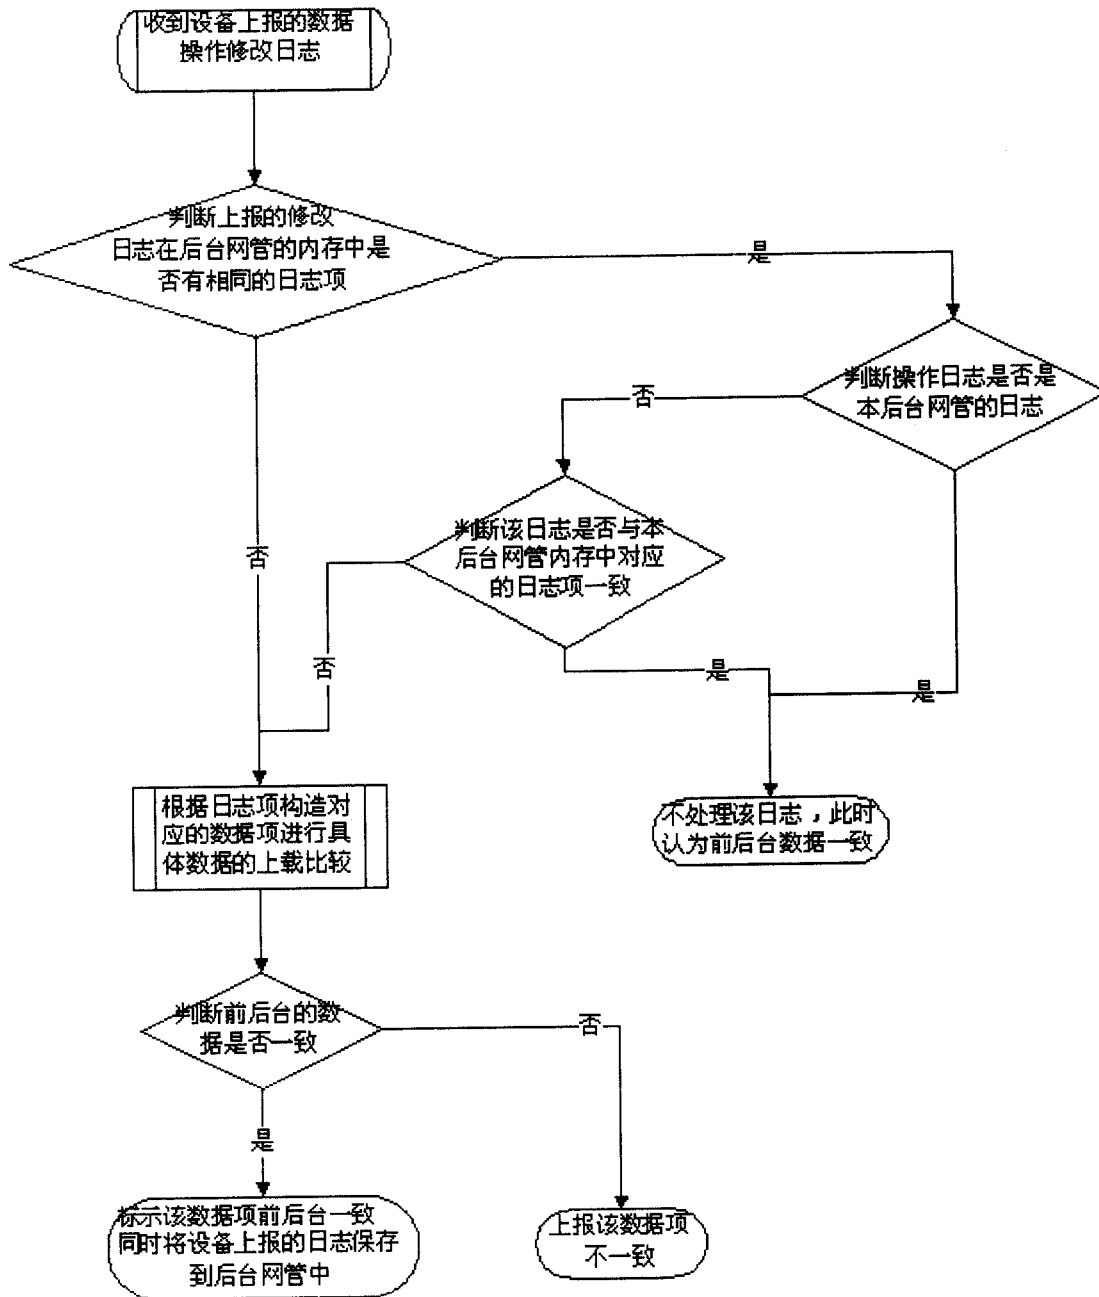 收到设备上报的数据
操作修改日志
判断上报的修改
日志在后台网管的内存中是
否有相同的日志项
是
判断操作日志是否是
本后台网管的日志
否
判断该日志是否与本
后台网管内存中对应
的日志项一致
否
否
是
是
根据日志项构造对
应的数据项进行具
体数据的上载比较
不处理该日志，此时
认为前后台数据一致
判断前后台的数
据是否一致
否
是
标示该数据项前后台一致
同时将设备上报的日志保存
到后台网管中
上报该数据项
不一致